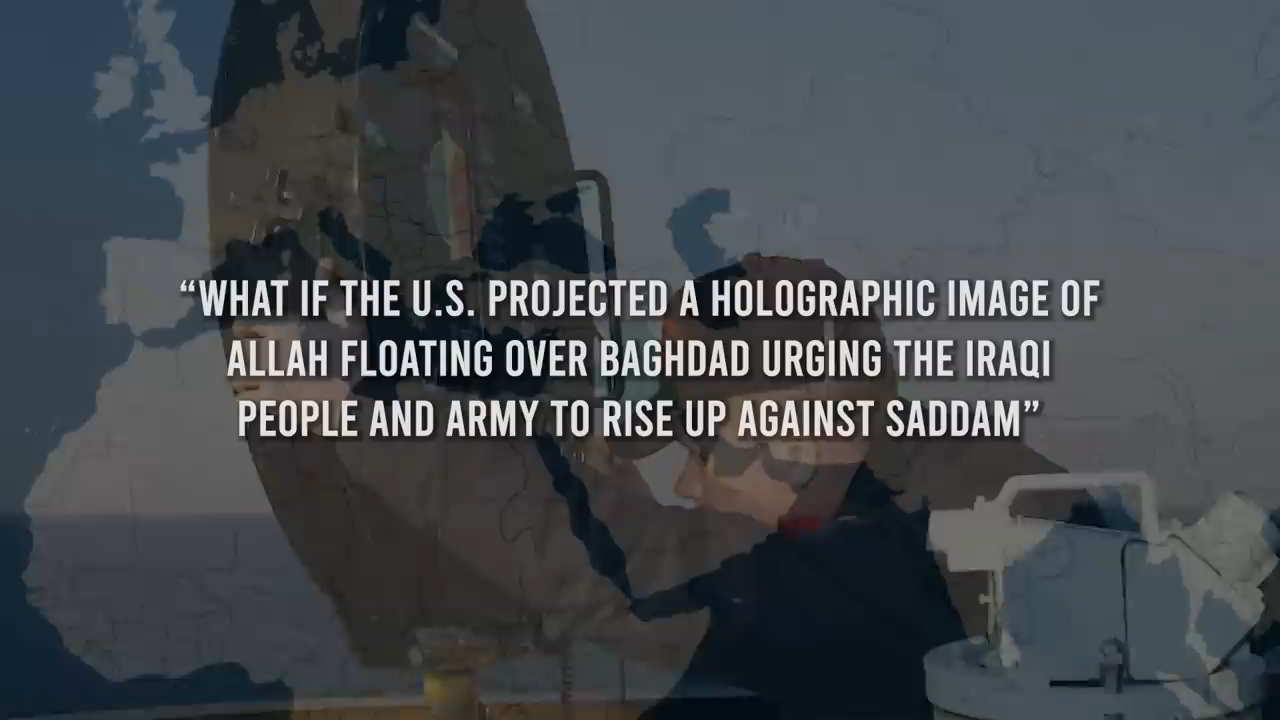 “WHAT IF THE U.S. PROJECTED A HOLOGRAPHIC IMAGE OF
ALLAH FLOATING OVER BAGHDAD URGING THE IRAQI
PEOPLE AND ARMY TO RISE UP AGAINST SADDAM”